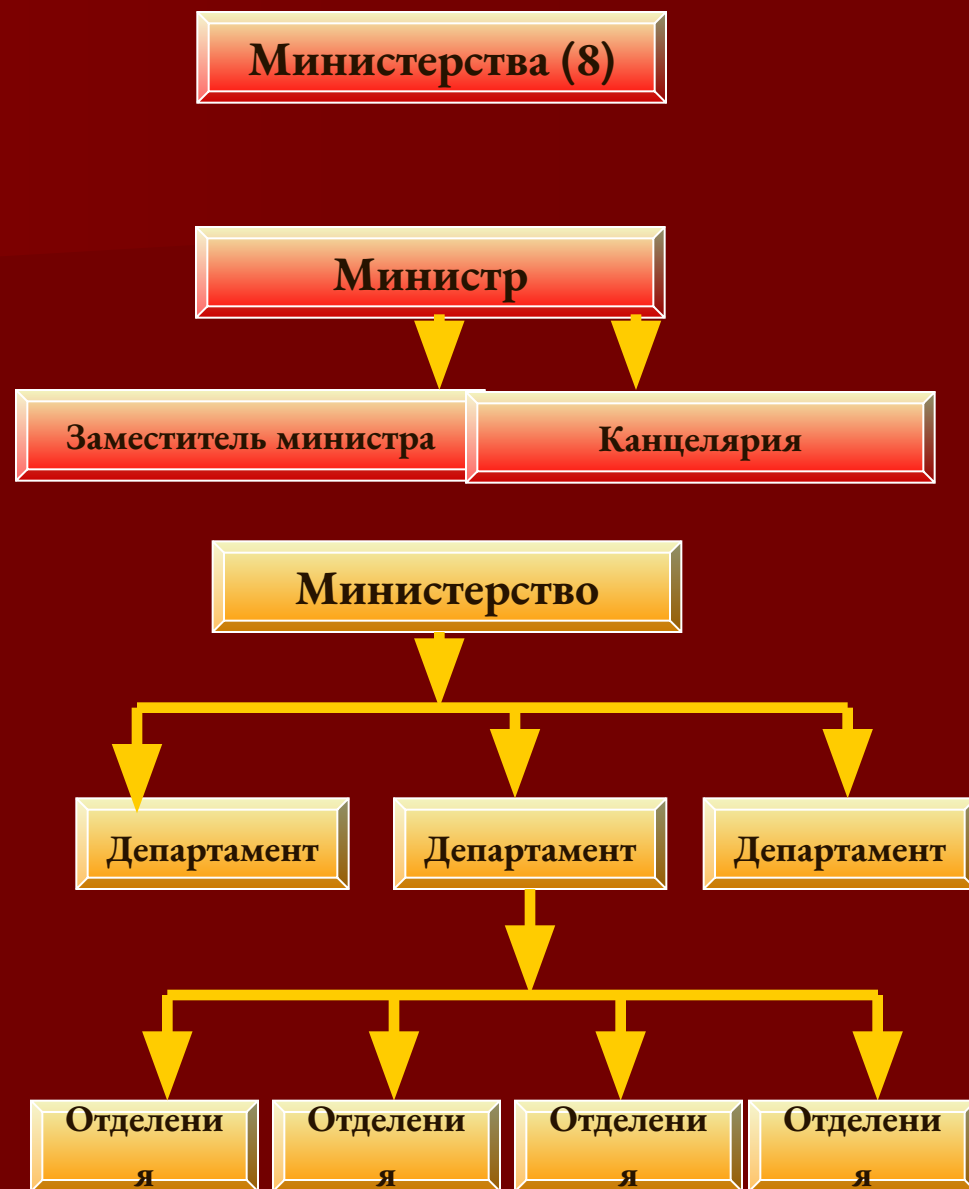 Министерства (8)
Министр
Заместитель министра
Канцелярия
Министерство
Департамент
Департамент
Департамент
Отделени
я
Отделени
я
Отделени
я
Отделени
я